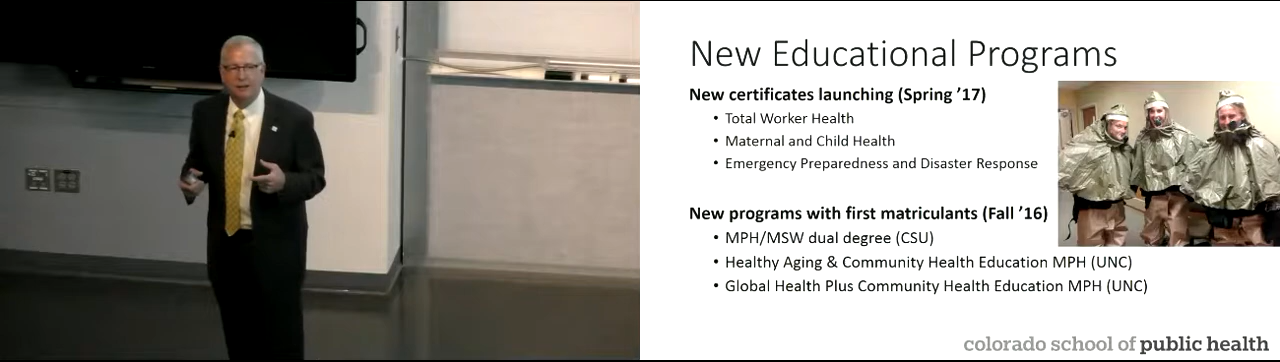 New Educational Programs
New certificates launching (Spring ’17)
• Total Worker Health
• Maternal and Child Health
• Emergency Preparedness and Disaster Response
New programs with first matriculants (Fall ’16)
• MPH/MSW dual degree (CSU)
• Healthy Aging & Community Health Education MPH (UNC)
• Global Health Plus Community Health Education MPH (UNC)
colorado school of public health